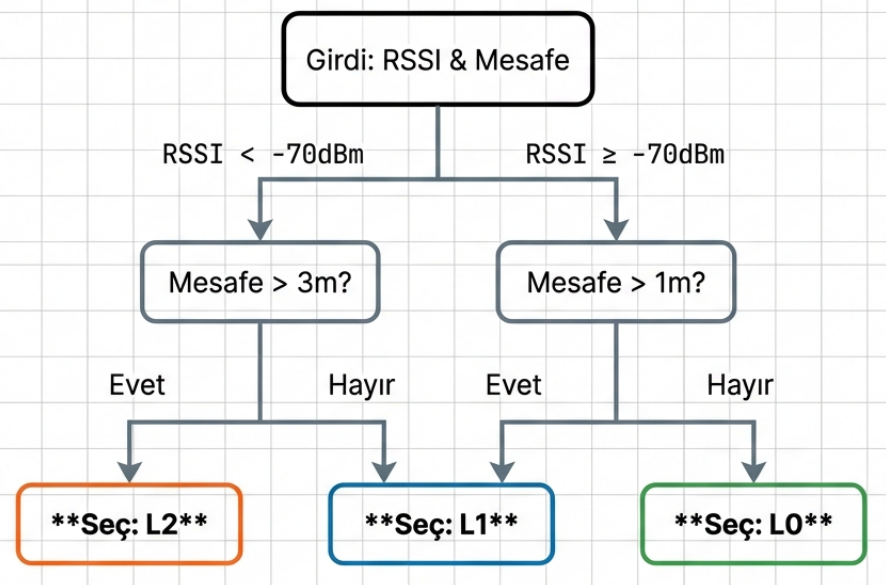 Girdi: RSSI & Mesafe
RSSI < -70dBm
RSSI ≥ -70dBm
Mesafe > 3m?
Mesafe > 1m?
Evet
Hayır
Evet
Hayır
**Seç: L2**
**Seç: L1**
**Seç: L0**